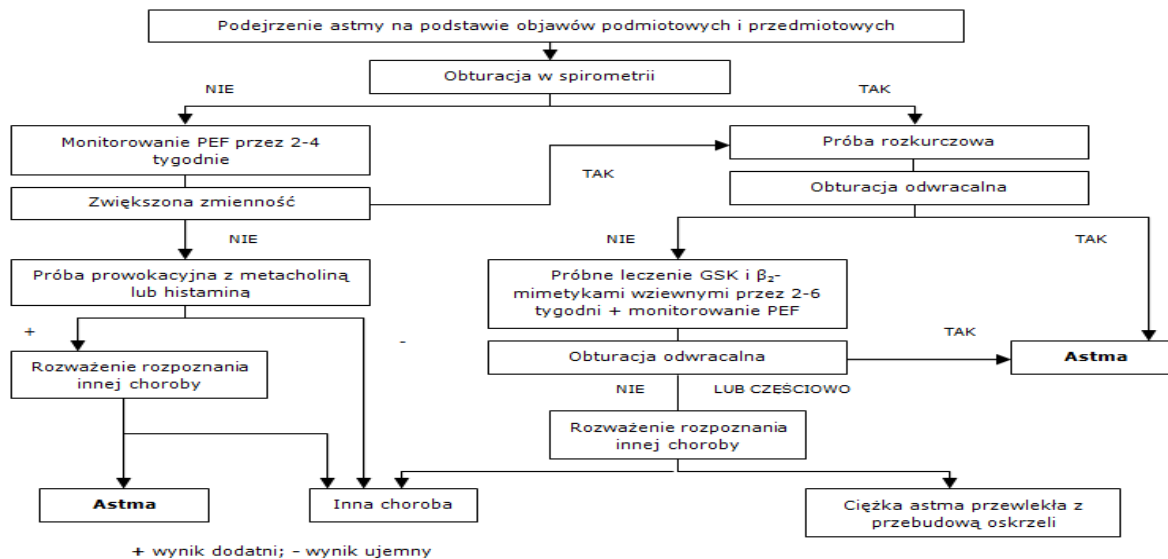 Podejrzenie astmy na podstawie objawów podmiotowych i przedmiotowych
Obturacja w spirometrii
NIE
TAK
Monitorowanie PEF przez 2-4
tygodnie
Próba rozkurczowa
TAK
Zwiększona zmienność
Obturacja odwracalna
NIE
NIE
TAK
Próba prowokacyjna z metacholiną
lub histaminą
Próbne leczenie GSK i β₂-
mimetykami wziewnymi przez 2-6
tygodni + monitorowanie PEF
+
-
TAK
Rozważenie rozpoznania
innej choroby
Obturacja odwracalna
Astma
NIE
LUB CZĘŚCIOWO
Rozważenie rozpoznania
innej choroby
Astma
Inna choroba
Ciężka astma przewlekła z
przebudową oskrzeli
+ wynik dodatni; - wynik ujemny